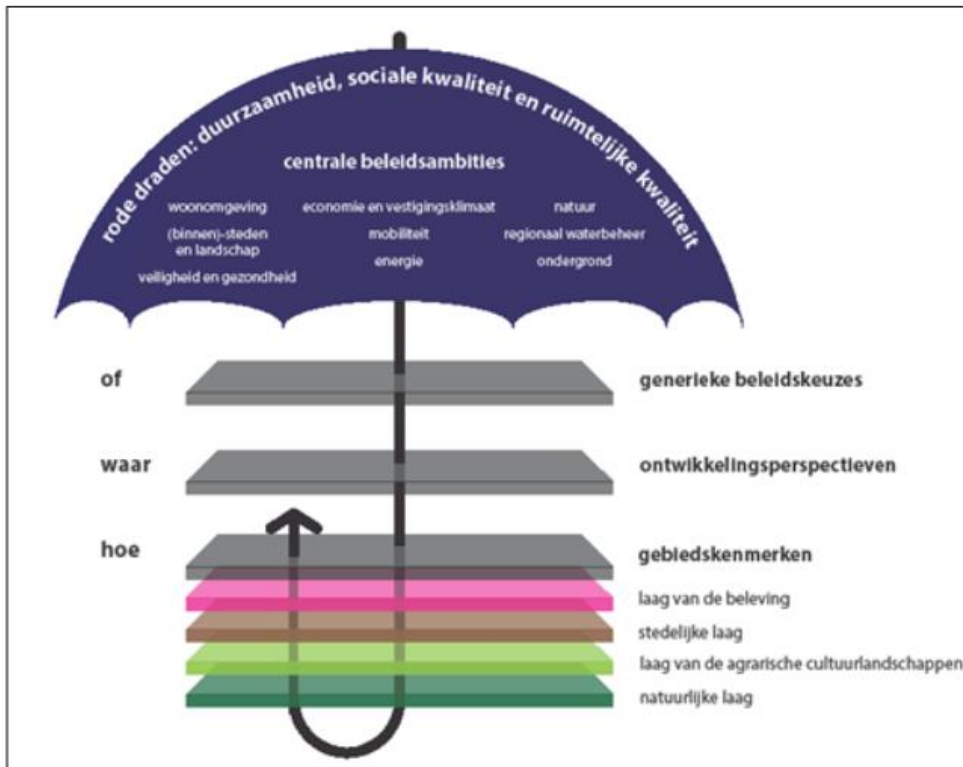 rode draden: duurzaamheid, sociale kwaliteit en ruimtelijke kwaliteit
centrale beleidsambities
woonomgeving
(binnen)-steden
en landschap
veiligheid en gezondheid
economie en vestigingsklimaat
mobiliteit
energie
natuur
regionaal waterbeheer
ondergrond
of
generieke beleidskeuzes
waar
ontwikkelingsperspectieven
hoe
gebiedskenmerken
laag van de beleving
stedelijke laag
laag van de agrarische cultuurlandschappen
natuurlijke laag